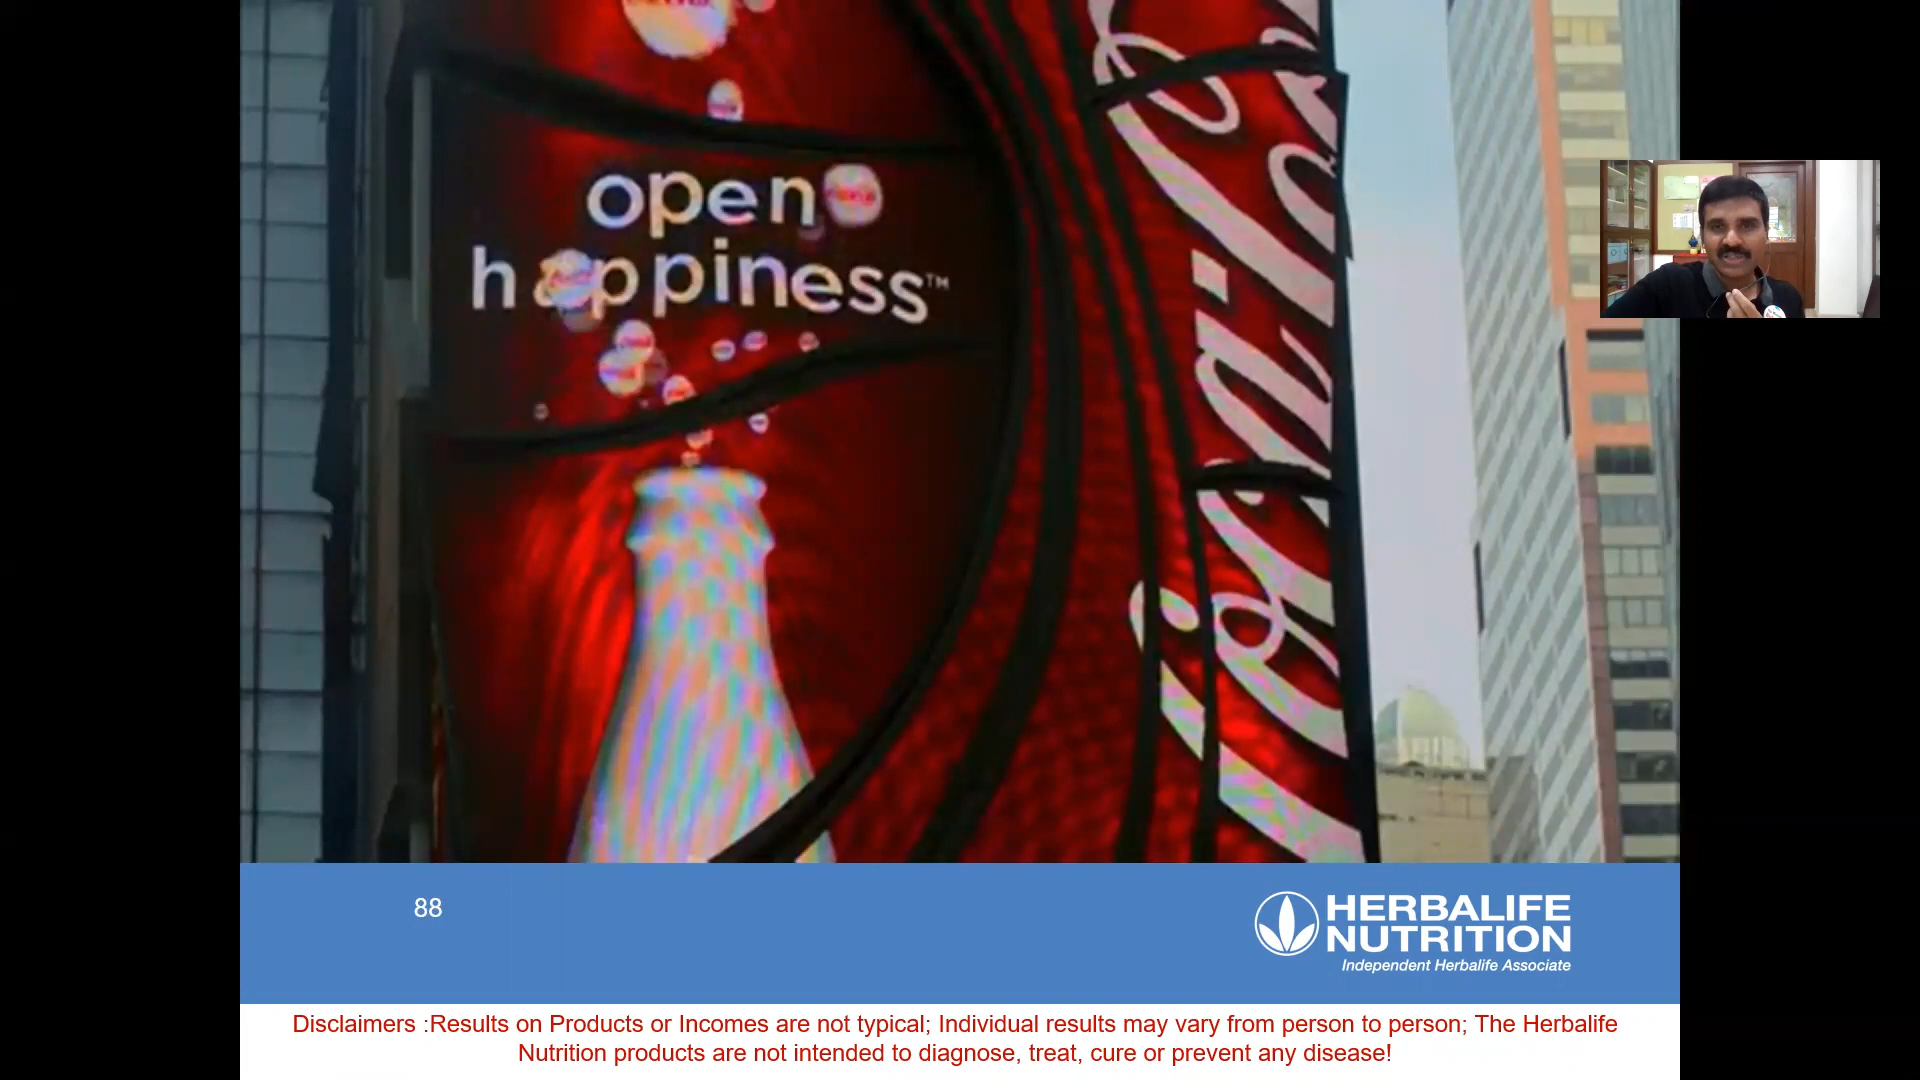 open
happiness™
Coca-Cola
88
HERBALIFE
NUTRITION
Independent Herbalife Associate
Disclaimers :Results on Products or Incomes are not typical; Individual results may vary from person to person; The Herbalife
Nutrition products are not intended to diagnose, treat, cure or prevent any disease!